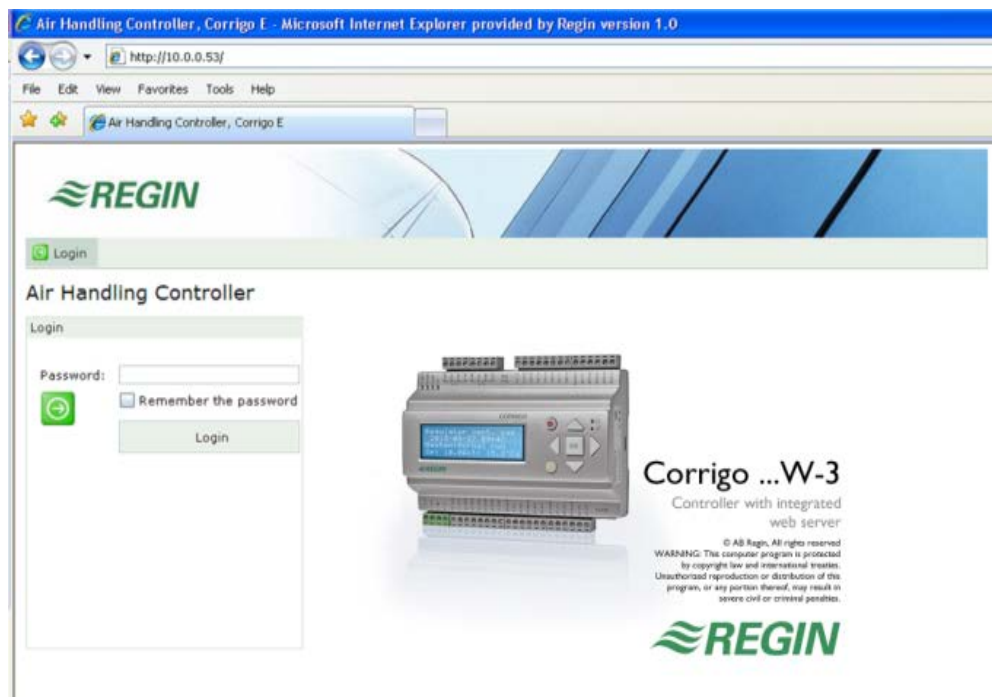 Air Handling Controller, Corrigo E - Microsoft Internet Explorer provided by Regin version 1.0
http://10.0.0.53/
File Edit View Favorites Tools Help
Air Handling Controller, Corrigo E
REGIN
Login
Air Handling Controller
Login
Password:
Remember the password
Login
CORRIGO
REGIN
Corrigo ...W-3
Controller with integrated
web server
© AB Regin, All rights reserved
WARNING: This computer program is protected
by copyright law and international treaties.
Unauthorized reproduction or distribution of this
program, or any portion thereof, may result in
severe civil or criminal penalties.
REGIN